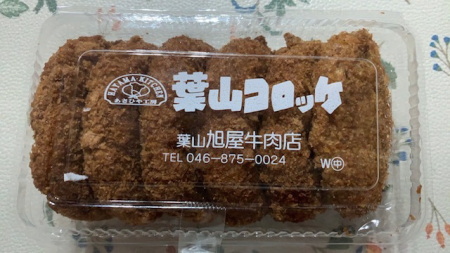 HAYAMA KITCHEN
あさひや工房
葉山コロッケ
葉山旭屋牛肉店
TEL 046-875-0024
W中